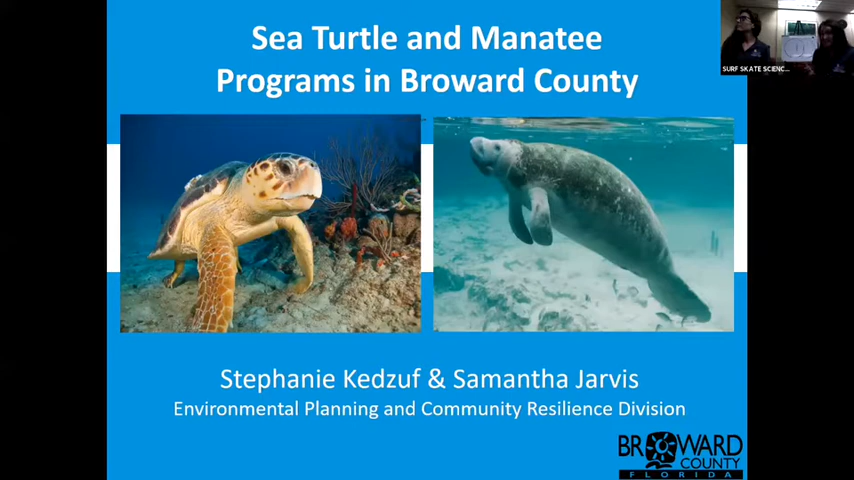 Sea Turtle and Manatee
Programs in Broward County
SURF SKATE SCIENC...
Stephanie Kedzuf & Samantha Jarvis
Environmental Planning and Community Resilience Division
BROWARD
COUNTY
FLORIDA